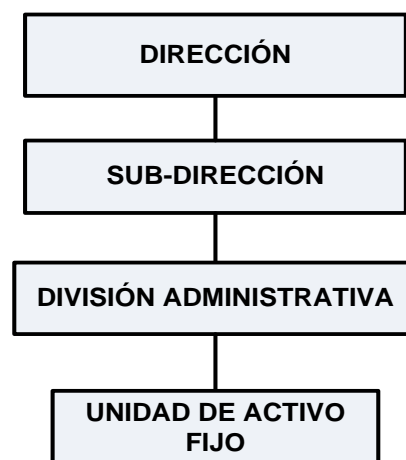 DIRECCIÓN
SUB-DIRECCIÓN
DIVISIÓN ADMINISTRATIVA
UNIDAD DE ACTIVO
FIJO